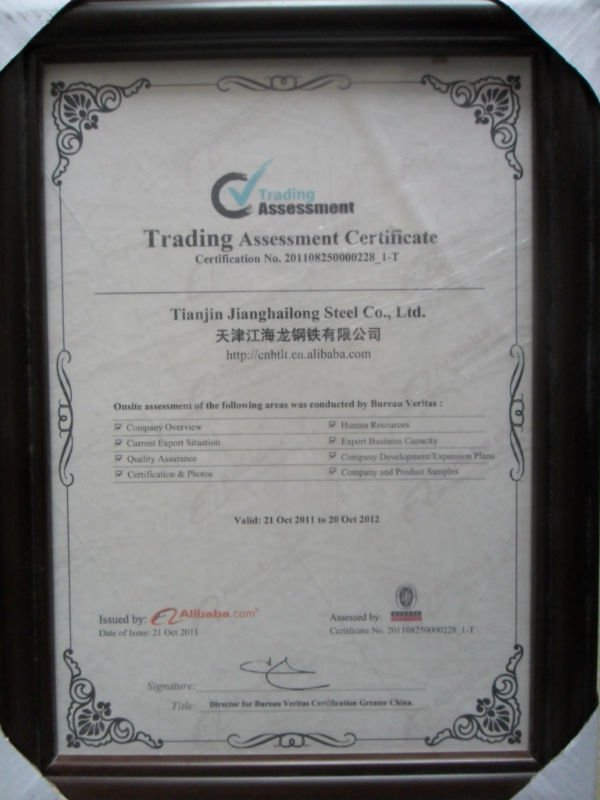 Trading
Assessment
Trading Assessment Certificate
Certification No. 201108250000228_1-T
Tianjin Jianghailong Steel Co., Ltd.
天津江海龙钢铁有限公司
http://cnhtlt.en.alibaba.com
Onsite assessment of the following areas was conducted by Bureau Veritas :
Company Overview
Human Resources
Current Export Situation
Export Business Capacity
Quality Assurance
Company Development/Expansion Plans
Certification & Photos
Company and Product Samples
Valid: 21 Oct 2011 to 20 Oct 2012
Issued by: Alibaba.com®
Assessed by:
Date of Issue: 21 Oct 2011
Certificate No. 201108250000228_1-T
Signature:
Title: Director for Bureau Veritas Certification Greater China.